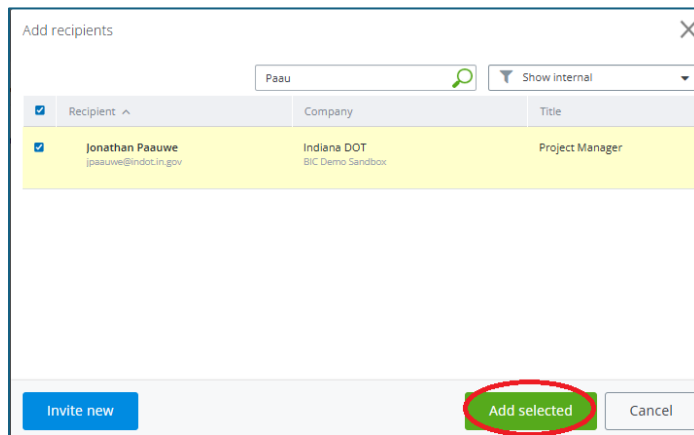 Add recipients
Paau
Show internal
Recipient
Company
Title
Jonathan Paauwe
Indiana DOT
Project Manager
jpaauwe@indot.in.gov
BIC Demo Sandbox
Invite new
Add selected
Cancel